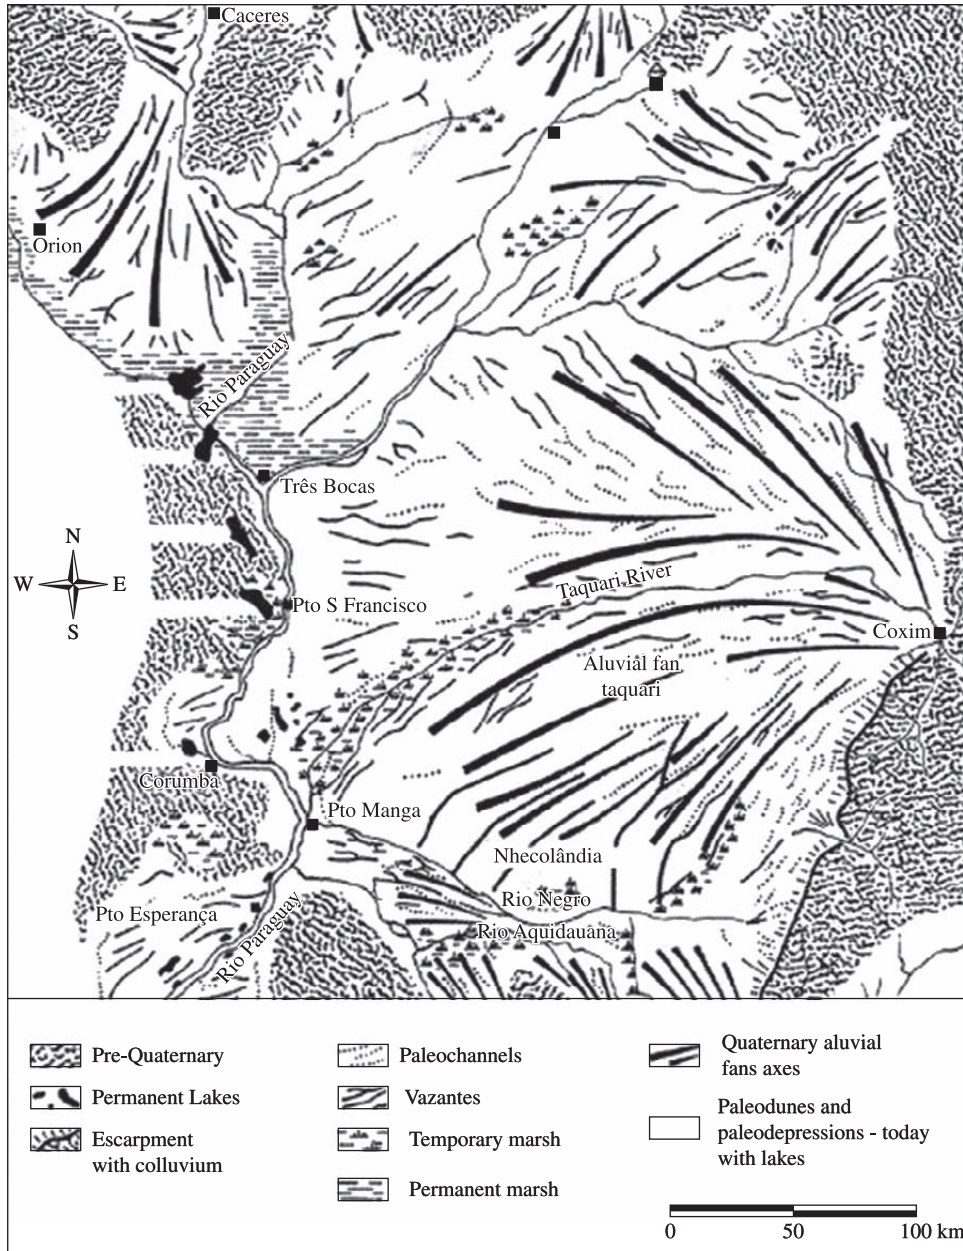 Caceres
Orion
Rio Paraguay
Três Bocas
N
W
E
S
Pto S Francisco
Taquari River
Coxim
Aluvial fan
taquari
Corumba
Pto Manga
Nhecolândia
Rio Negro
Pto Esperança
Rio Paraguay
Rio Aquidauâna
Pre-Quaternary
Permanent Lakes
Escarpment
with colluvium
Paleochannels
Vazantes
Temporary marsh
Permanent marsh
Quaternary aluvial
fans axes
Paleodunes and
paleodepressions - today
with lakes
0
50
100 km